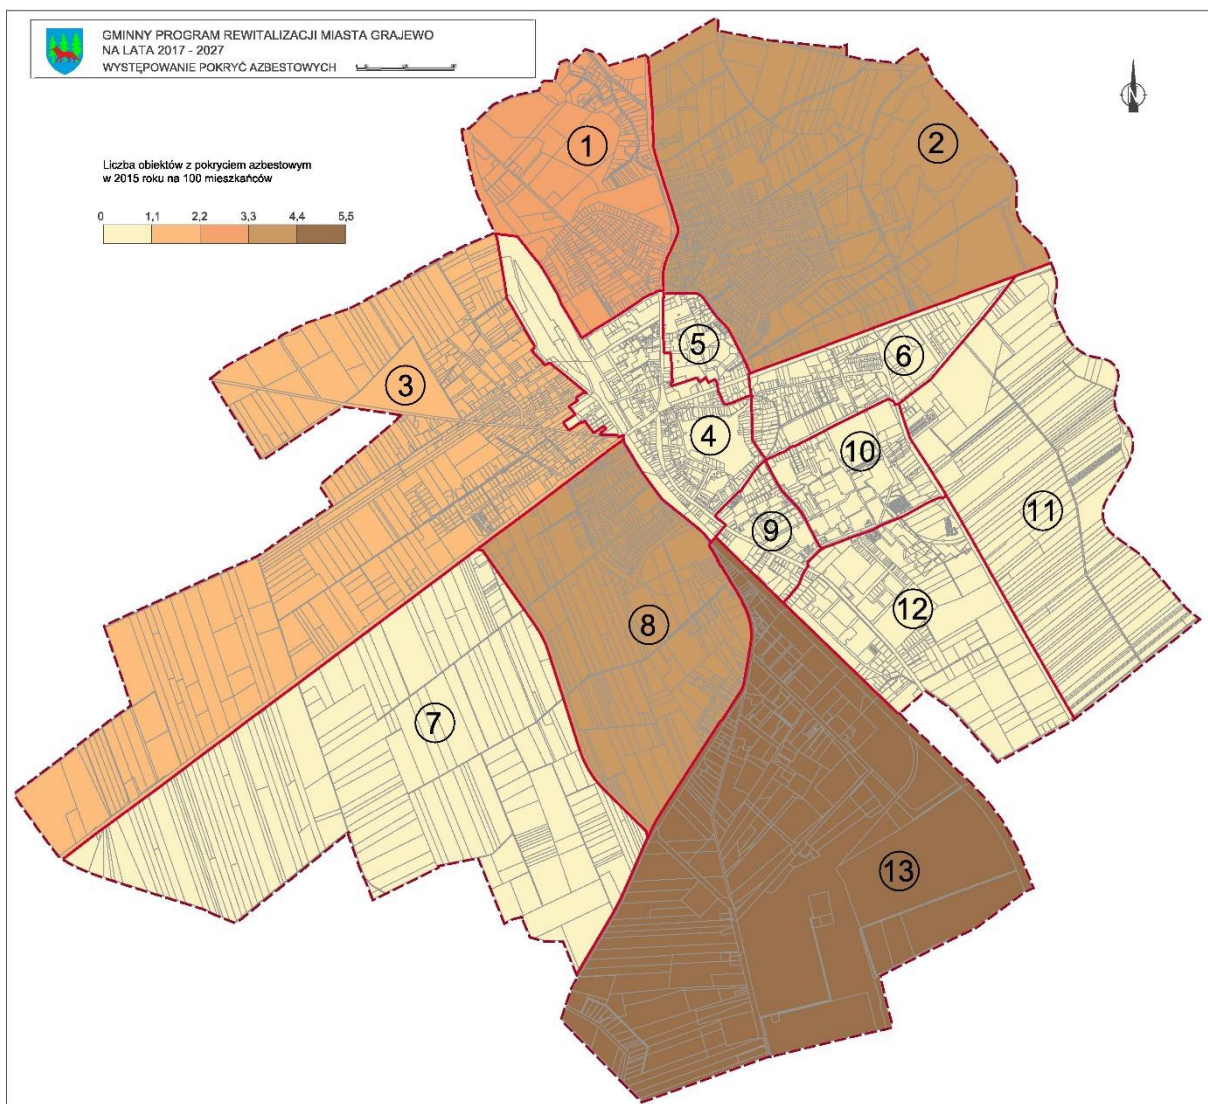 GMINNY PROGRAM REWITALIZACJI MIASTA GRAJEWO
NA LATA 2017 - 2027
WYSTĘPOWANIE POKRYĆ AZBESTOWYCH
N
Liczba obiektów z pokryciem azbestowym
w 2015 roku na 100 mieszkańców
0 1,1 2,2 3,3 4,4 5,5
1
2
3
4
5
6
7
8
9
10
11
12
13